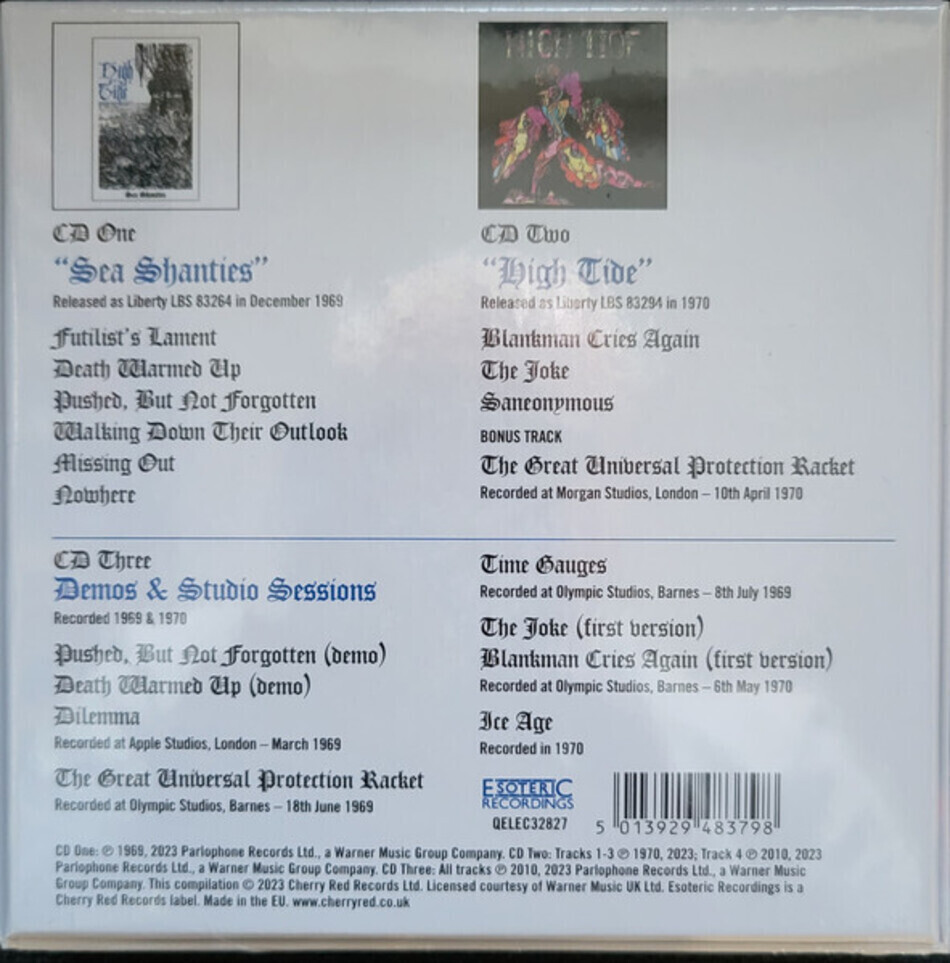 High
Tide
Sea Shanties
HIGH TIDE
CD One
"Sea Shanties"
Released as Liberty LBS 83264 in December 1969
Futilist's Lament
Death Warmed Up
Pushed, But Not Forgotten
Walking Down Their Outlook
Missing Out
Nowhere
CD Two
"High Tide"
Released as Liberty LBS 83294 in 1970
Blankman Cries Again
The Joke
Saneonymous
BONUS TRACK
The Great Universal Protection Racket
Recorded at Morgan Studios, London – 10th April 1970
CD Three
Demos & Studio Sessions
Recorded 1969 & 1970
Pushed, But Not Forgotten (demo)
Death Warmed Up (demo)
Dilemma
Recorded at Apple Studios, London – March 1969
The Great Universal Protection Racket
Recorded at Olympic Studios, Barnes – 18th June 1969
Time Gauges
Recorded at Olympic Studios, Barnes – 8th July 1969
The Joke (first version)
Blankman Cries Again (first version)
Recorded at Olympic Studios, Barnes – 6th May 1970
Ice Age
Recorded in 1970
ESOTERIC
RECORDINGS
QELEC32827
5 013929 483798
CD One: ℗ 1969, 2023 Parlophone Records Ltd., a Warner Music Group Company. CD Two: Tracks 1-3 ℗ 1970, 2023; Track 4 ℗ 2010, 2023
Parlophone Records Ltd., a Warner Music Group Company. CD Three: All tracks ℗ 2010, 2023 Parlophone Records Ltd., a Warner Music
Group Company. This compilation © 2023 Cherry Red Records Ltd. Licensed courtesy of Warner Music UK Ltd. Esoteric Recordings is a
Cherry Red Records label. Made in the EU. www.cherryred.co.uk